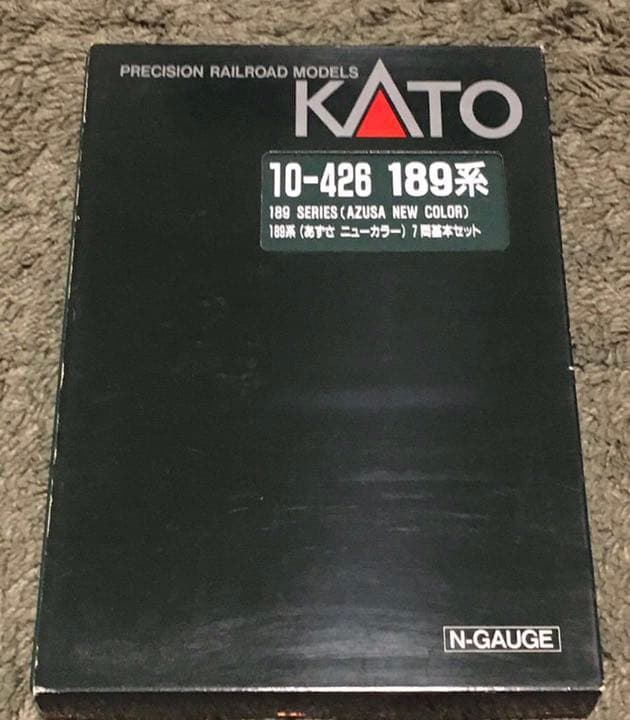 PRECISION RAILROAD MODELS
KATO
10-426 189系
189 SERIES(AZUSA NEW COLOR)
189系(あずさ ニューカラー) 7両基本セット
N-GAUGE